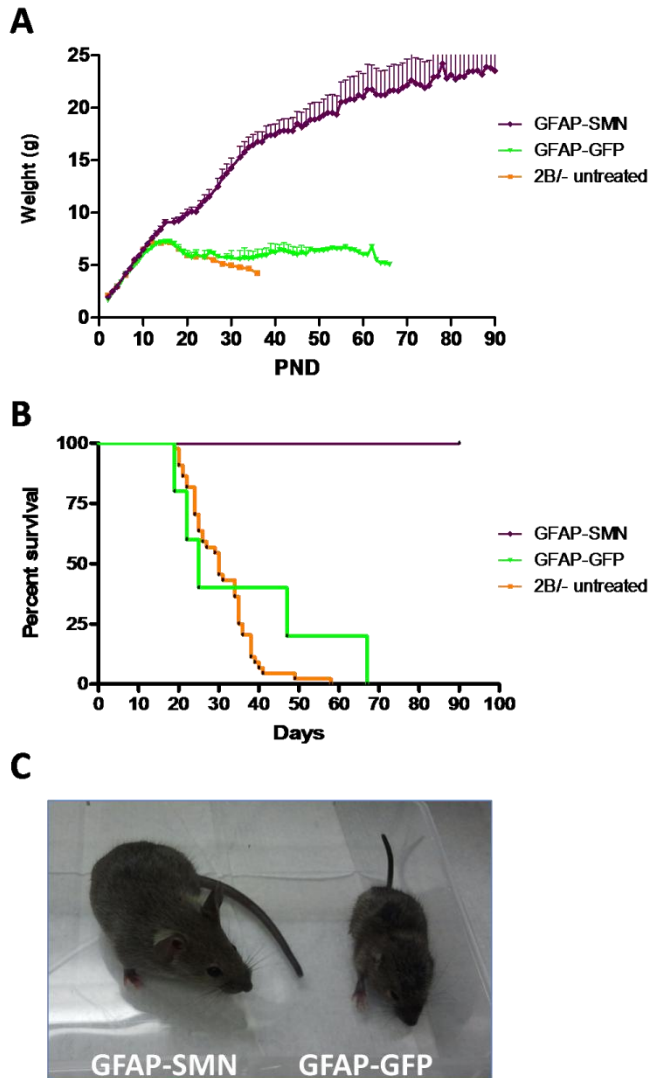 A
25
20
15
10
5
0
Weight (g)
0 10 20 30 40 50 60 70 80 90
PND
GFAP-SMN
GFAP-GFP
2B/- untreated
B
100
75
50
25
0
Percent survival
0 10 20 30 40 50 60 70 80 90 100
Days
GFAP-SMN
GFAP-GFP
2B/- untreated
C
GFAP-SMN GFAP-GFP